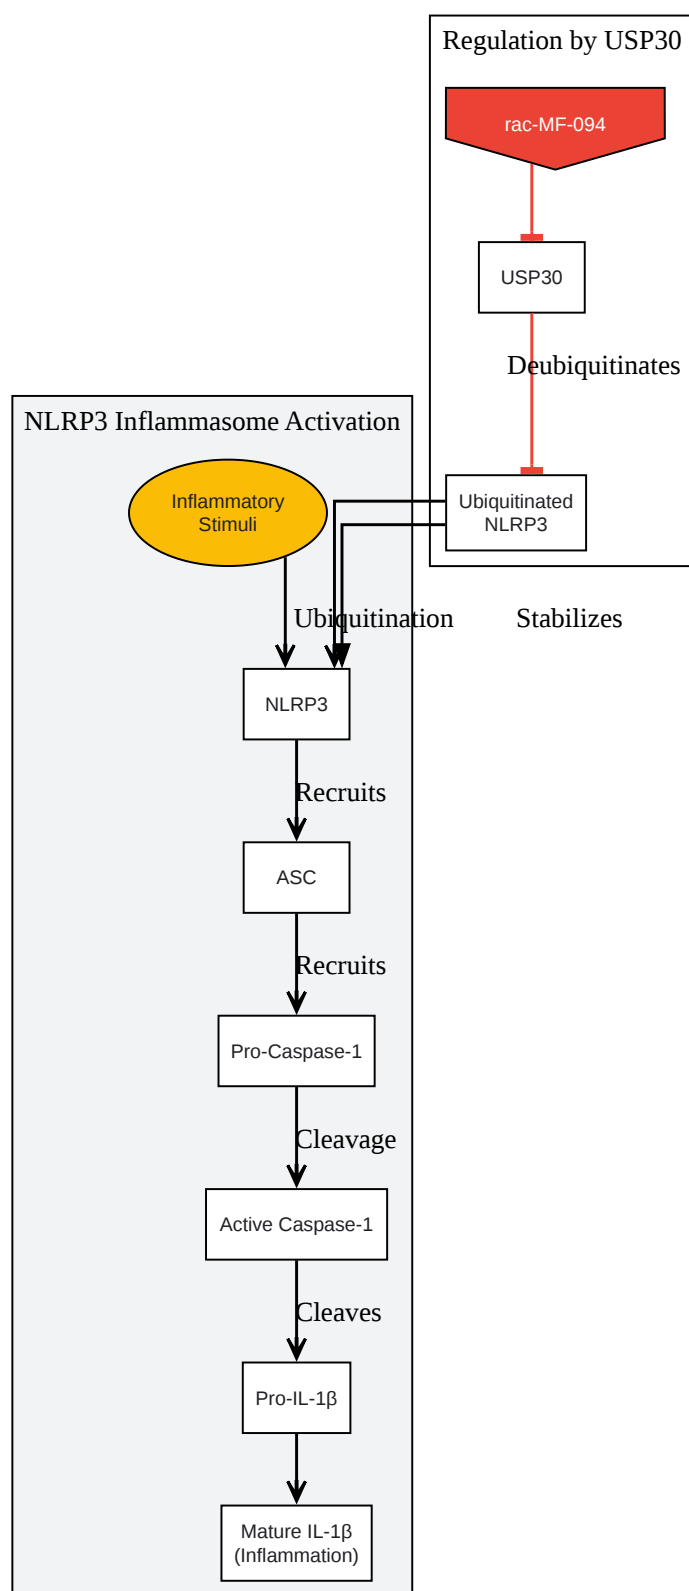 Regulation by USP30
rac-MF-094
USP30
Deubiquitinates
NLRP3 Inflammasome Activation
Inflammatory
Stimuli
Ubiquitinated
NLRP3
Ubiquitination
Stabilizes
NLRP3
Recruits
ASC
Recruits
Pro-Caspase-1
Cleavage
Active Caspase-1
Cleaves
Pro-IL-1β
Mature IL-1β
(Inflammation)